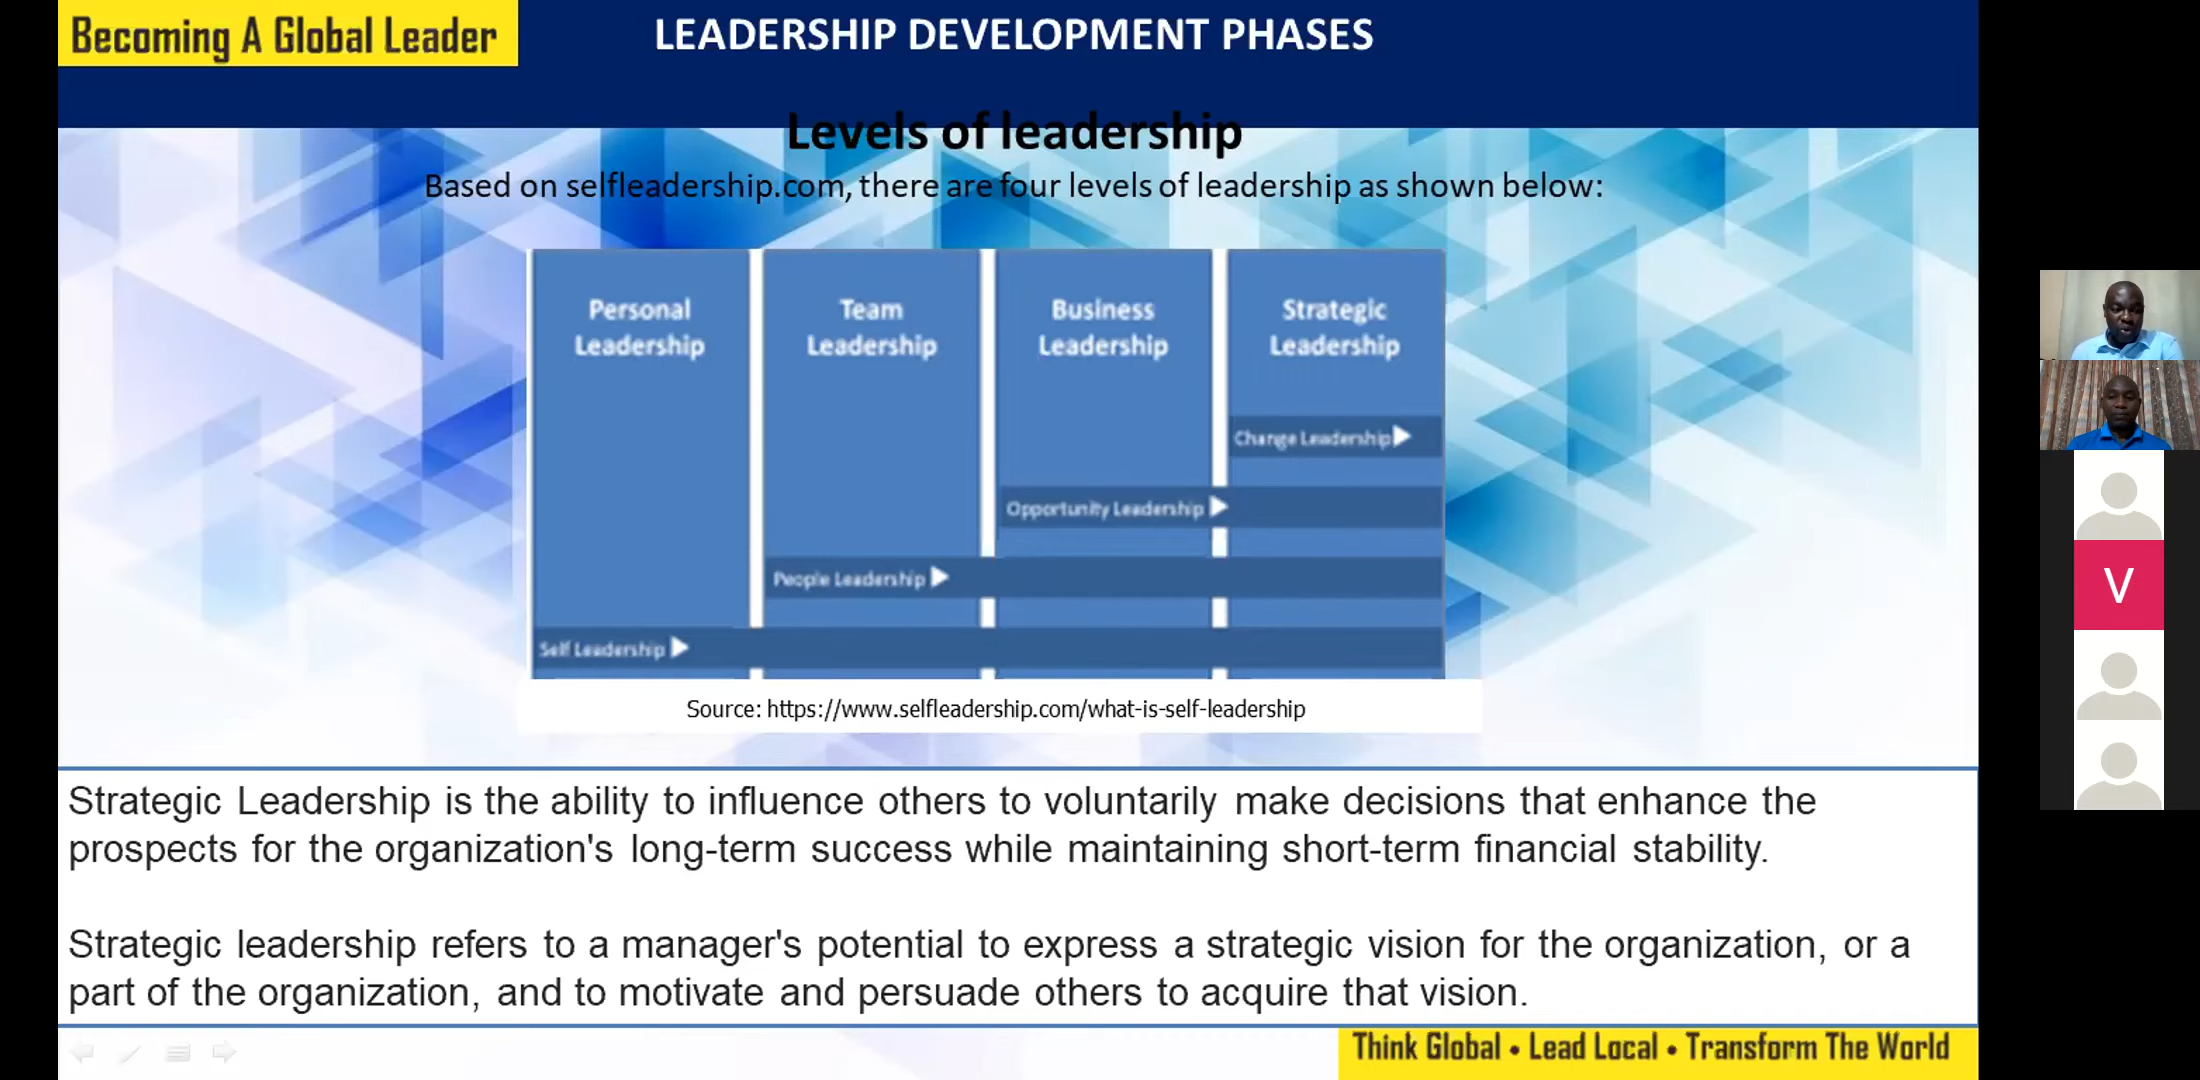 Becoming A Global Leader
LEADERSHIP DEVELOPMENT PHASES
Levels of leadership
Based on selfleadership.com, there are four levels of leadership as shown below:
Personal
Leadership
Team
Leadership
Business
Leadership
Strategic
Leadership
Change Leadership
Opportunity Leadership
People Leadership
Self Leadership
Source: https://www.selfleadership.com/what-is-self-leadership
Strategic Leadership is the ability to influence others to voluntarily make decisions that enhance the
prospects for the organization's long-term success while maintaining short-term financial stability.
Strategic leadership refers to a manager's potential to express a strategic vision for the organization, or a
part of the organization, and to motivate and persuade others to acquire that vision.
Think Global • Lead Local • Transform The World
V